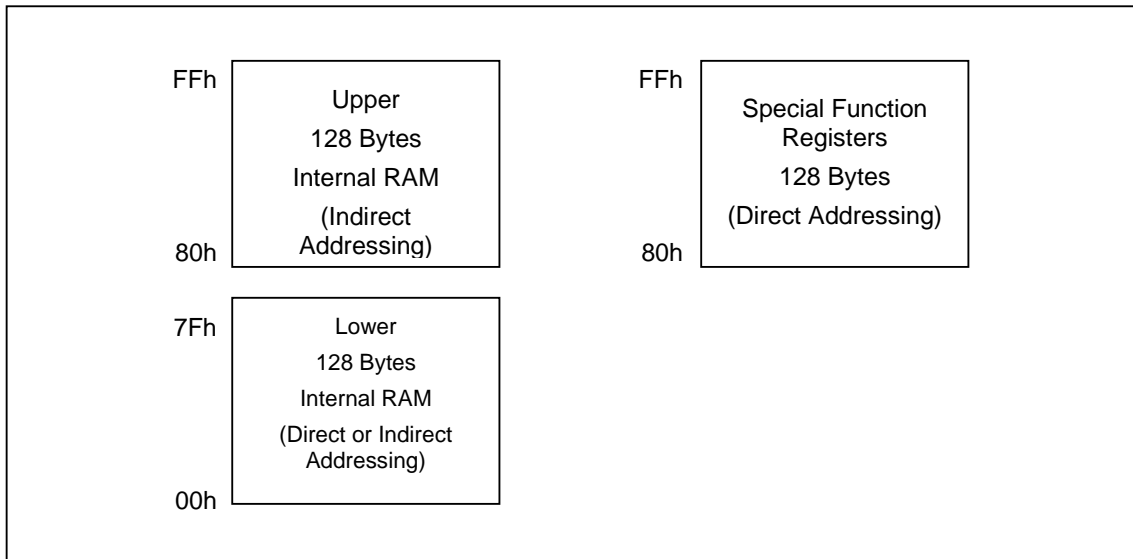 FFh
Upper
128 Bytes
Internal RAM
(Indirect
Addressing)
80h
FFh
Special Function
Registers
128 Bytes
(Direct Addressing)
80h
7Fh
Lower
128 Bytes
Internal RAM
(Direct or Indirect
Addressing)
00h